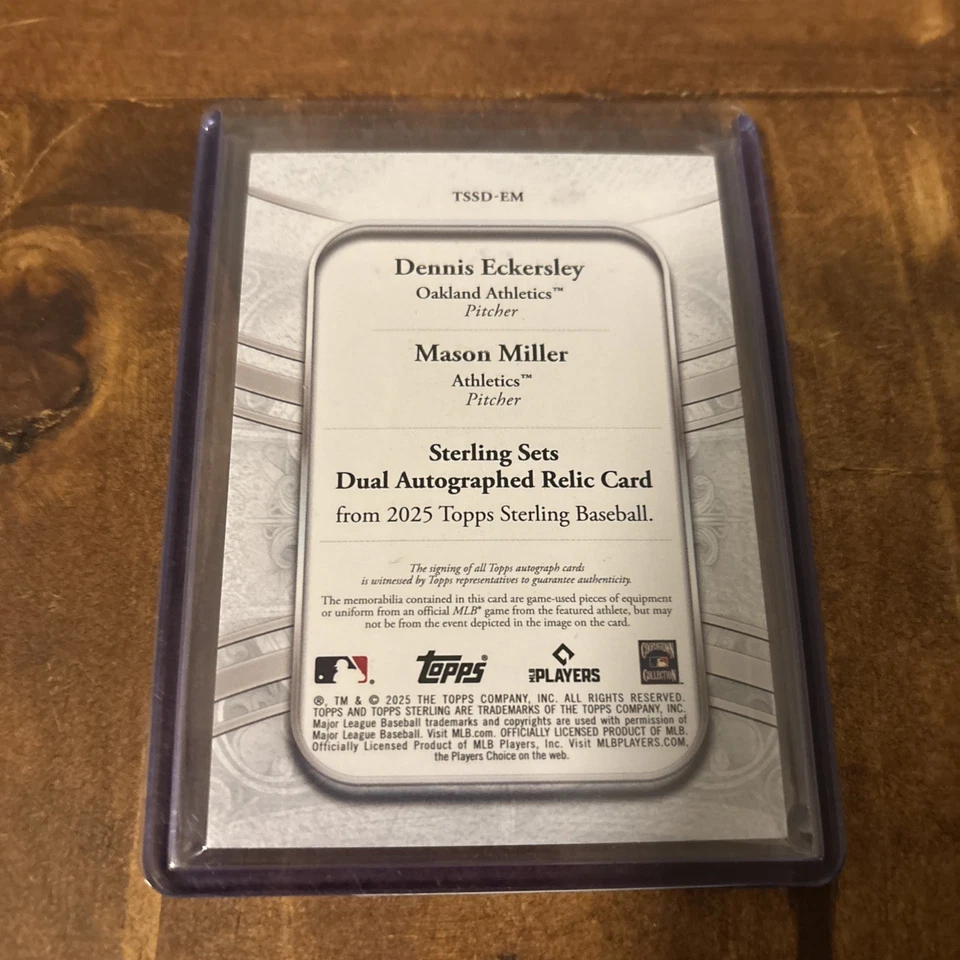 TSSD-EM
Dennis Eckersley
Oakland Athletics™
Pitcher
Mason Miller
Athletics™
Pitcher
Sterling Sets
Dual Autographed Relic Card
from 2025 Topps Sterling Baseball.
The signing of all Topps autograph cards
is witnessed by Topps representatives to guarantee authenticity.
The memorabilia contained in this card are game-used pieces of equipment
or uniform from an official MLB® game from the featured athlete, but may
not be from the event depicted in the image on the card.
topps®
MLB PLAYERS
COOPERSTOWN
COLLECTION
®, TM & © 2025 THE TOPPS COMPANY, INC. ALL RIGHTS RESERVED.
TOPPS AND TOPPS STERLING ARE TRADEMARKS OF THE TOPPS COMPANY, INC.
Major League Baseball trademarks and copyrights are used with permission of
Major League Baseball. Visit MLB.com. OFFICIALLY LICENSED PRODUCT OF MLB.
Officially Licensed Product of MLB Players, Inc. Visit MLBPLAYERS.COM,
the Players Choice on the web.